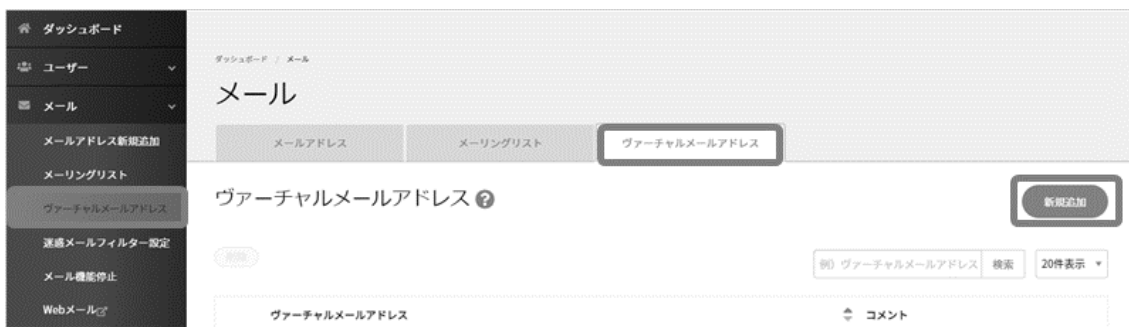 ダッシュボード
ユーザー
メール
メールアドレス新規追加
メーリングリスト
ヴァーチャルメールアドレス
迷惑メールフィルター設定
メール機能停止
Webメール
ダッシュボード / メール
メール
メールアドレス メーリングリスト ヴァーチャルメールアドレス
ヴァーチャルメールアドレス ?
新規追加
削除
例）ヴァーチャルメールアドレス 検索 20件表示
ヴァーチャルメールアドレス コメント